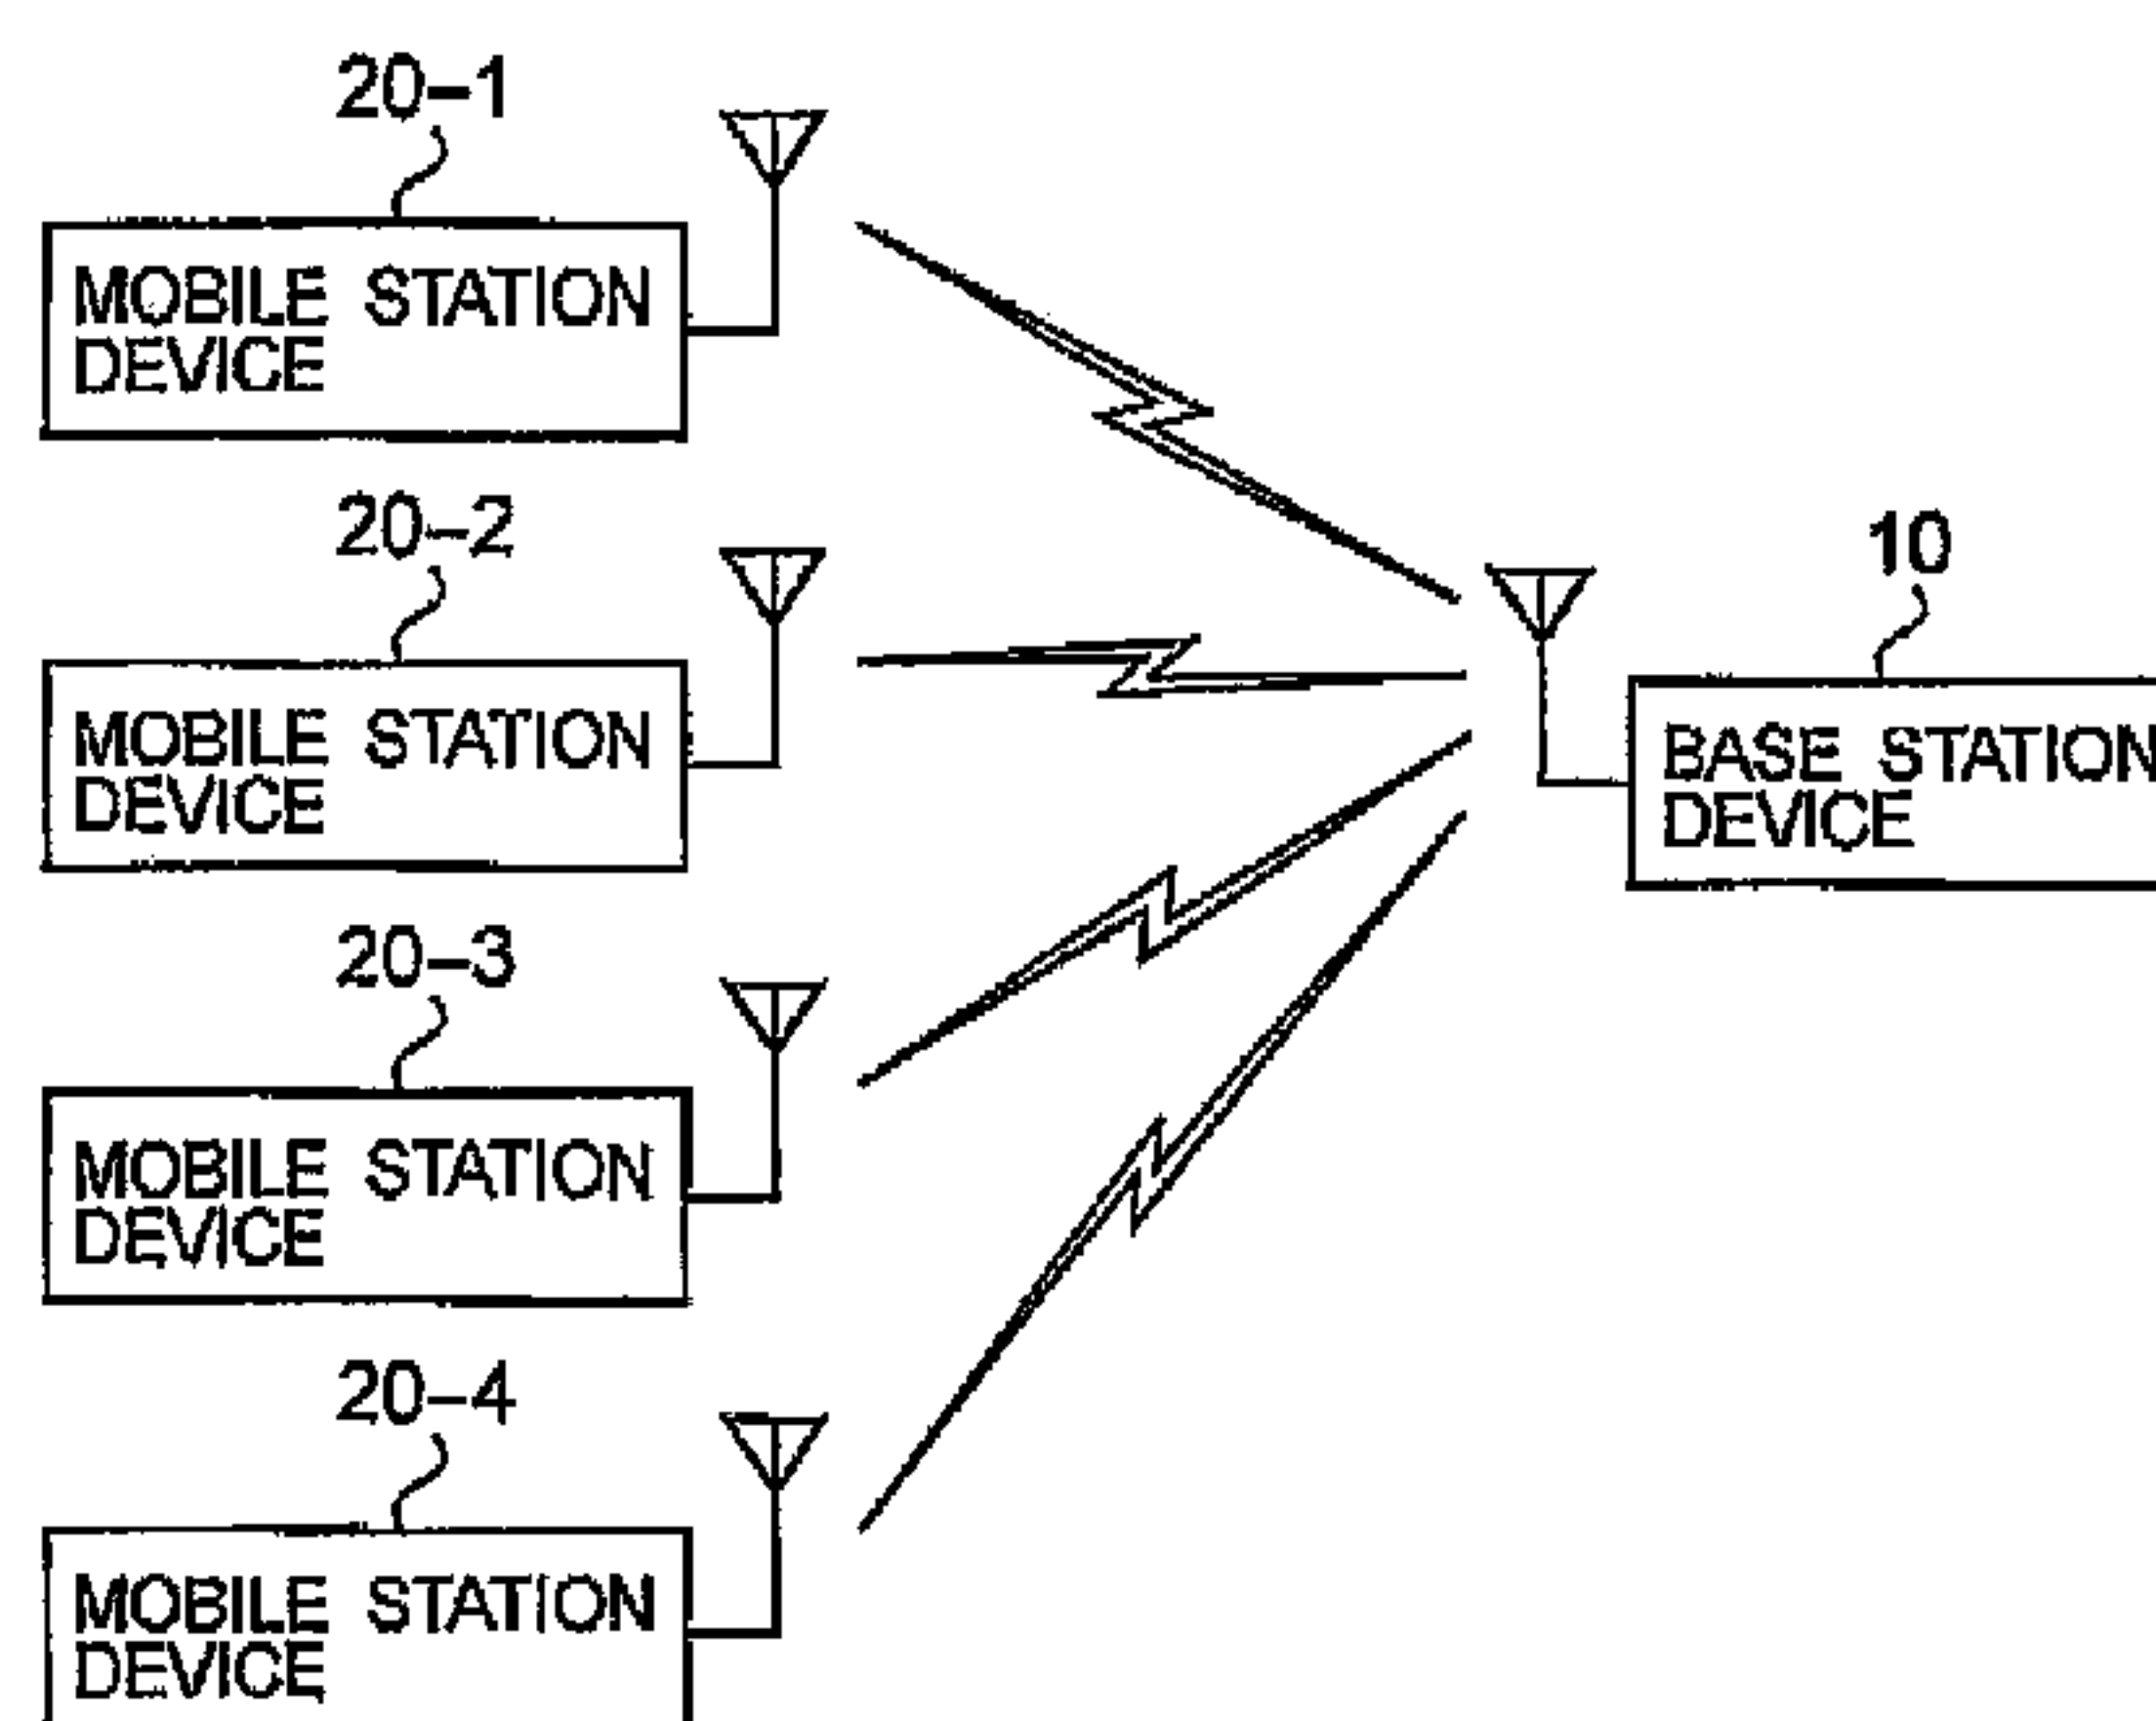 20-1
MOBILE STATION
DEVICE
20-2
MOBILE STATION
DEVICE
10
BASE STATION
DEVICE
20-3
MOBILE STATION
DEVICE
20-4
MOBILE STATION
DEVICE